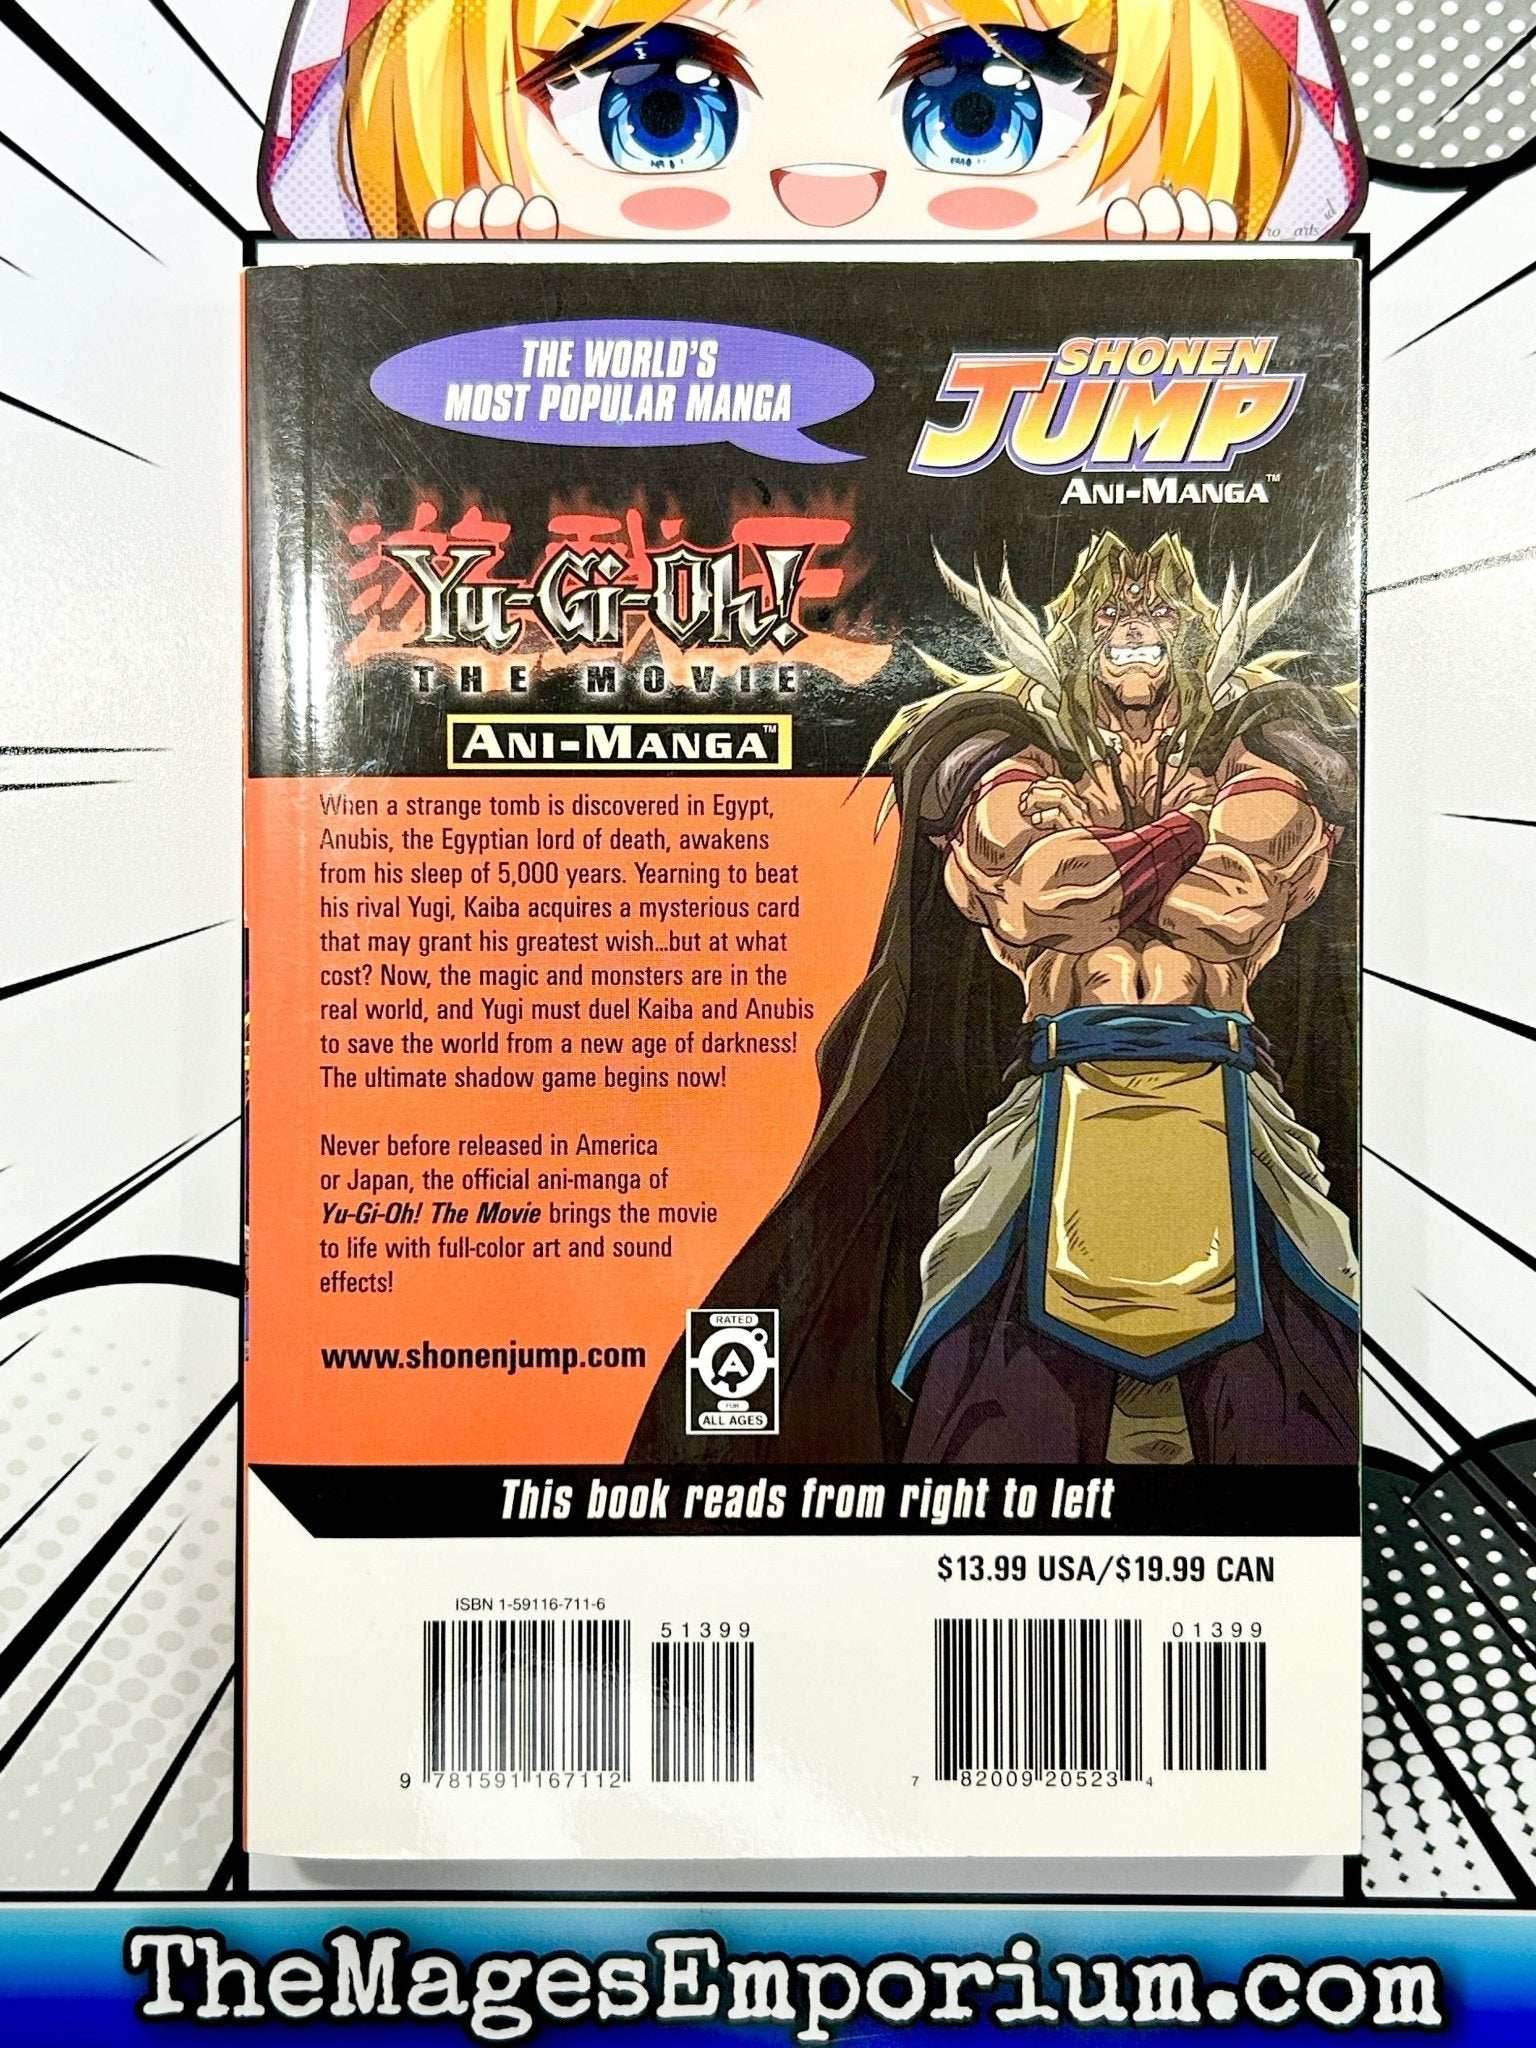 ro_arts
THE WORLD'S
MOST POPULAR MANGA
SHONEN
JUMP
ANI-MANGA™
遊戯王
Yu-Gi-Oh!
THE MOVIE
ANI-MANGA™
When a strange tomb is discovered in Egypt,
Anubis, the Egyptian lord of death, awakens
from his sleep of 5,000 years. Yearning to beat
his rival Yugi, Kaiba acquires a mysterious card
that may grant his greatest wish...but at what
cost? Now, the magic and monsters are in the
real world, and Yugi must duel Kaiba and Anubis
to save the world from a new age of darkness!
The ultimate shadow game begins now!
Never before released in America
or Japan, the official ani-manga of
Yu-Gi-Oh! The Movie brings the movie
to life with full-color art and sound
effects!
www.shonenjump.com
RATED
A
FOR
ALL AGES
This book reads from right to left
$13.99 USA/$19.99 CAN
ISBN 1-59116-711-6
51399
9 781591 167112
01399
7 82009 20523 4
TheMagesEmporium.com